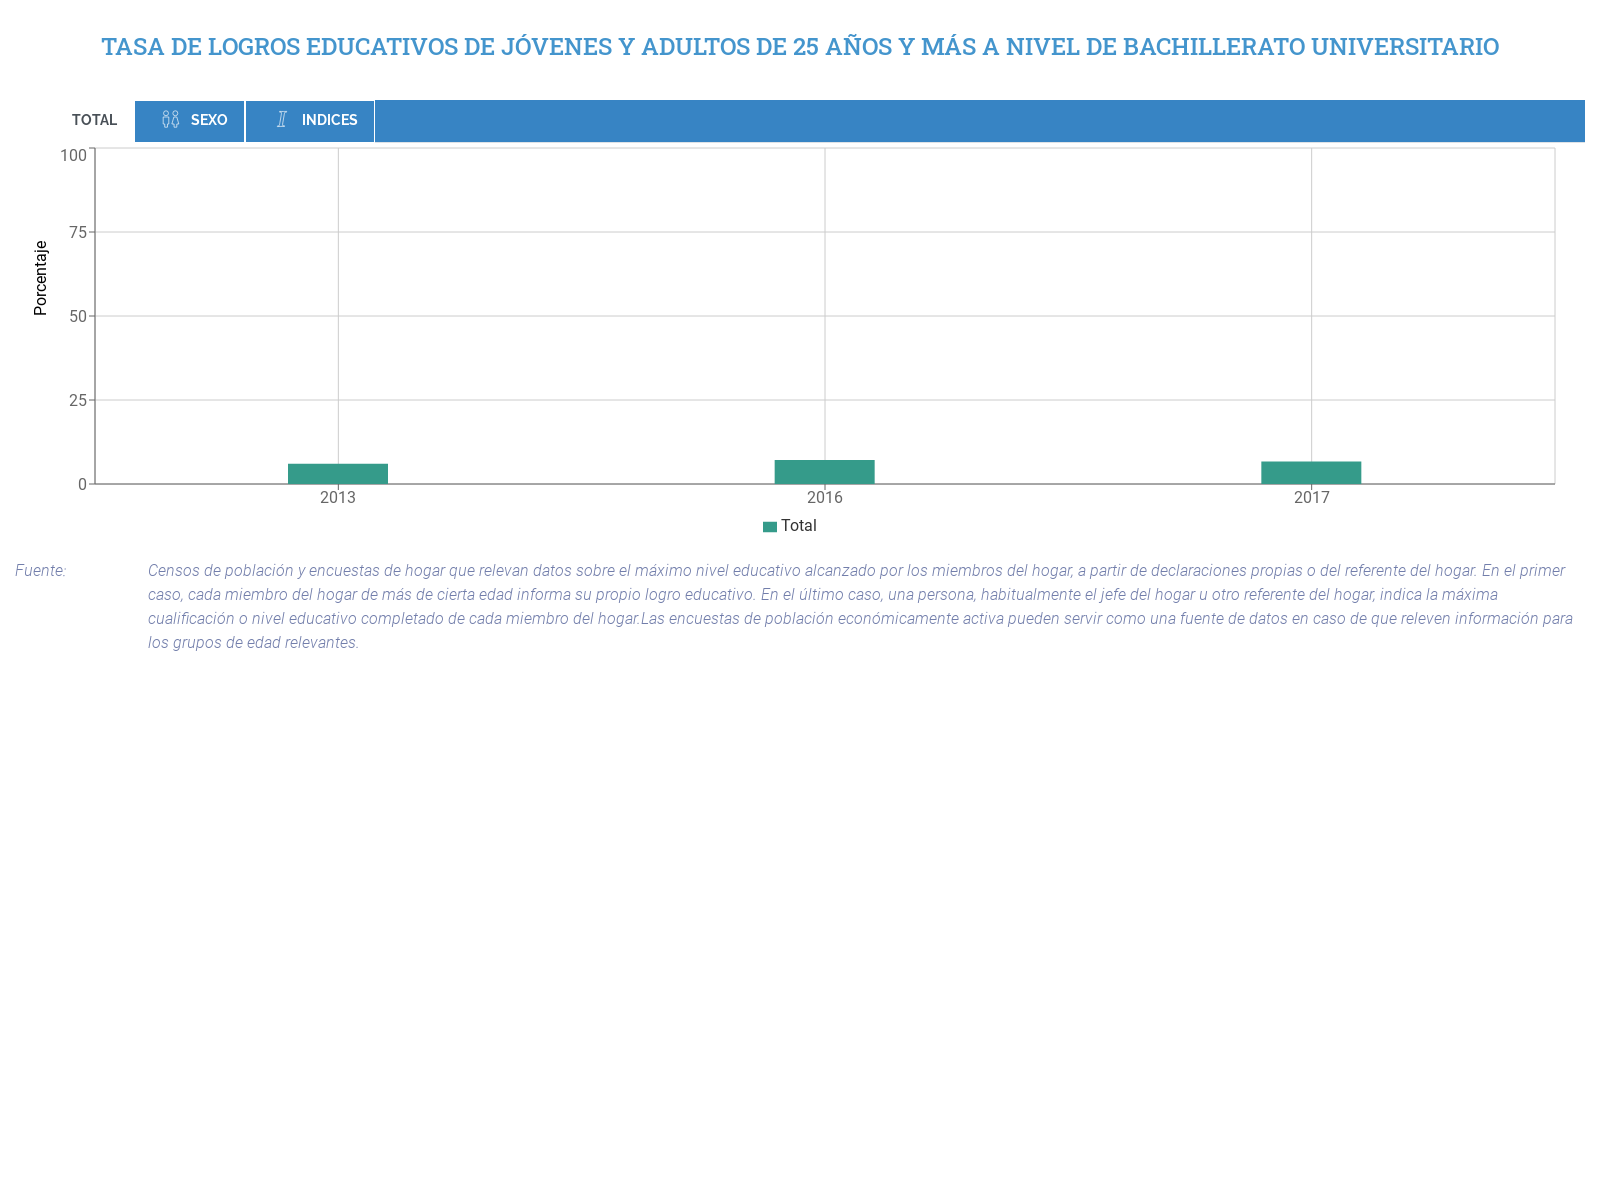 TASA DE LOGROS EDUCATIVOS DE JÓVENES Y ADULTOS DE 25 AÑOS Y MÁS A NIVEL DE BACHILLERATO UNIVERSITARIO
TOTAL SEXO INDICES
100
75
50
25
0
Porcentaje
2013 2016 2017
Total
Fuente: Censos de población y encuestas de hogar que relevan datos sobre el máximo nivel educativo alcanzado por los miembros del hogar, a partir de declaraciones propias o del referente del hogar. En el primer
caso, cada miembro del hogar de más de cierta edad informa su propio logro educativo. En el último caso, una persona, habitualmente el jefe del hogar u otro referente del hogar, indica la máxima
cualificación o nivel educativo completado de cada miembro del hogar.Las encuestas de población económicamente activa pueden servir como una fuente de datos en caso de que releven información para
los grupos de edad relevantes.